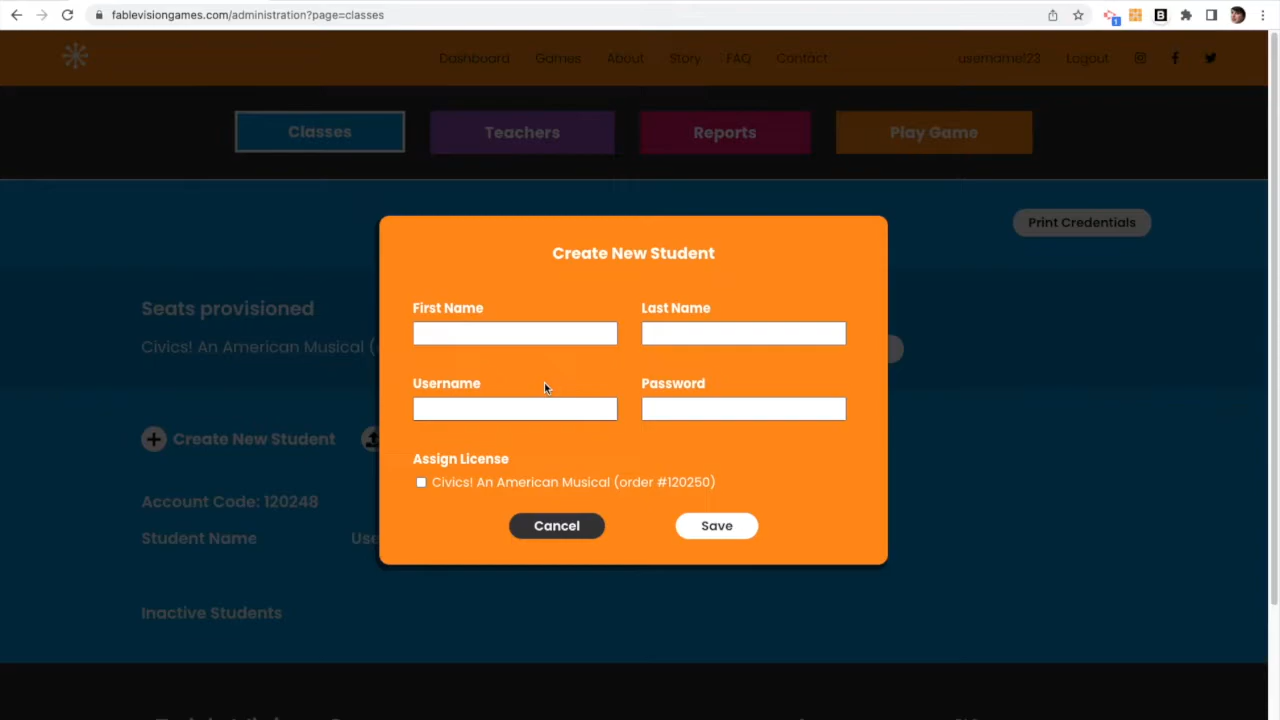 fablevisiongames.com/administration?page=classes
1
B
Dashboard Games About Story FAQ Contact username123 Logout
Classes Teachers Reports Play Game
Print Credentials
Create New Student
Seats provisioned
First Name Last Name
Civics! An American Musical (
Username Password
Create New Student
Assign License
Civics! An American Musical (order #120250)
Account Code: 120248
Cancel Save
Student Name Use
Inactive Students